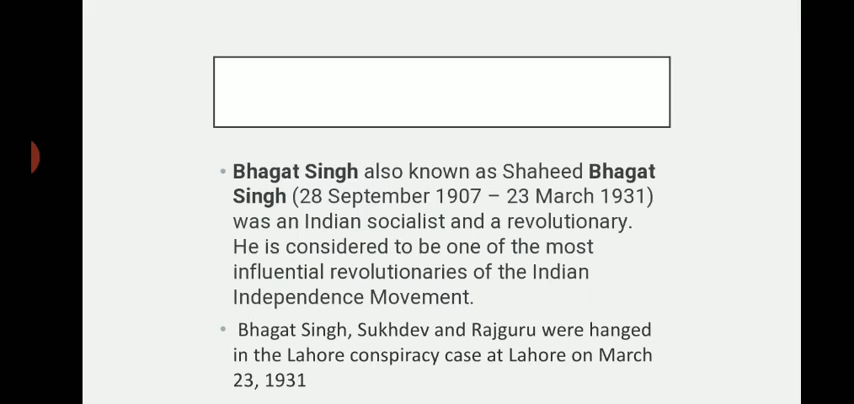 • Bhagat Singh also known as Shaheed Bhagat
Singh (28 September 1907 – 23 March 1931)
was an Indian socialist and a revolutionary.
He is considered to be one of the most
influential revolutionaries of the Indian
Independence Movement.
• Bhagat Singh, Sukhdev and Rajguru were hanged
in the Lahore conspiracy case at Lahore on March
23, 1931